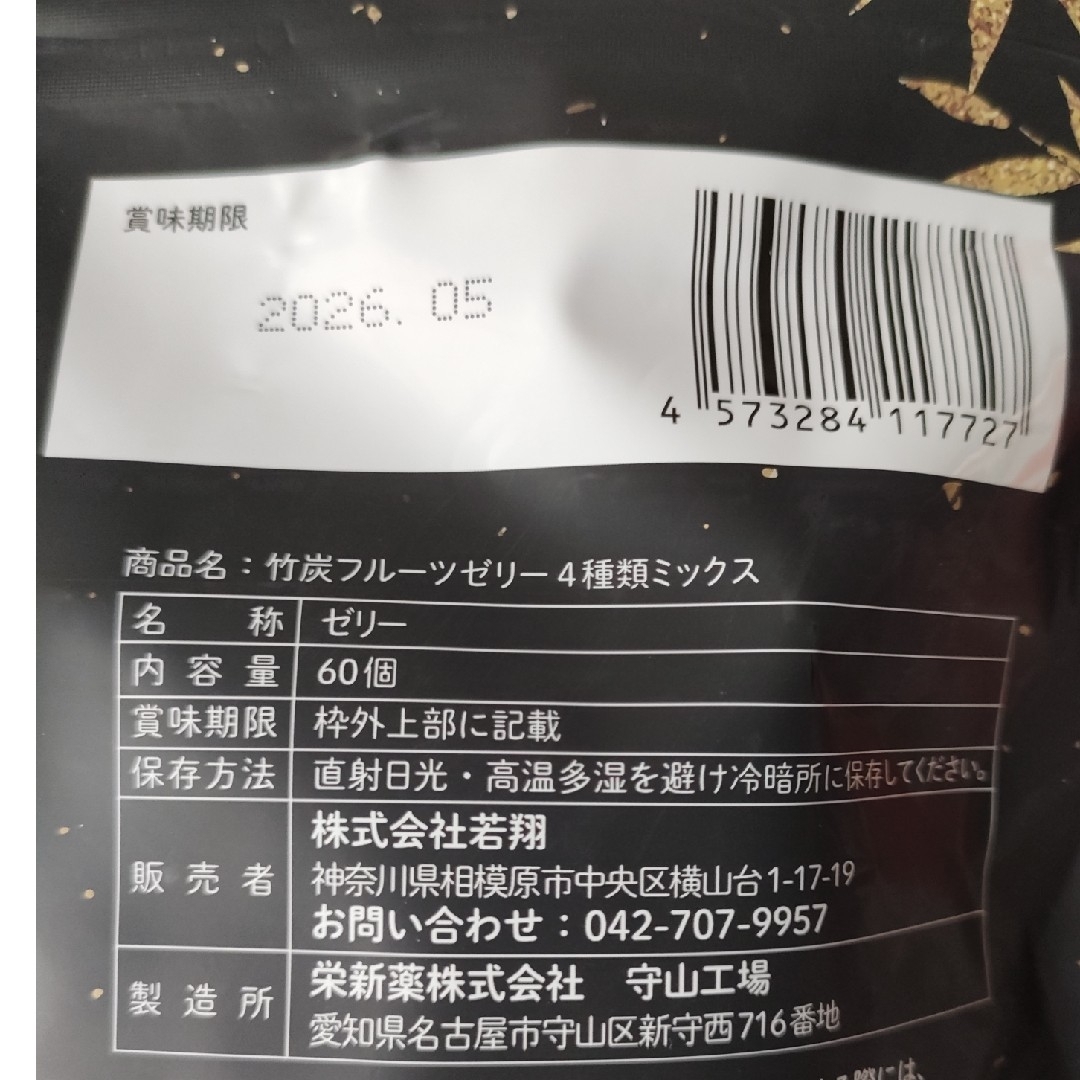 賞味期限
2026. 05
4 573284 117727
商品名：竹炭フルーツゼリー4種類ミックス
名 称 ゼリー
内容量 60個
賞味期限 枠外上部に記載
保存方法 直射日光・高温多湿を避け冷暗所に保存してください。
販売者 株式会社若翔
神奈川県相模原市中央区横山台1-17-19
お問い合わせ：042-707-9957
製造所 栄新薬株式会社 守山工場
愛知県名古屋市守山区新守西716番地
際には、